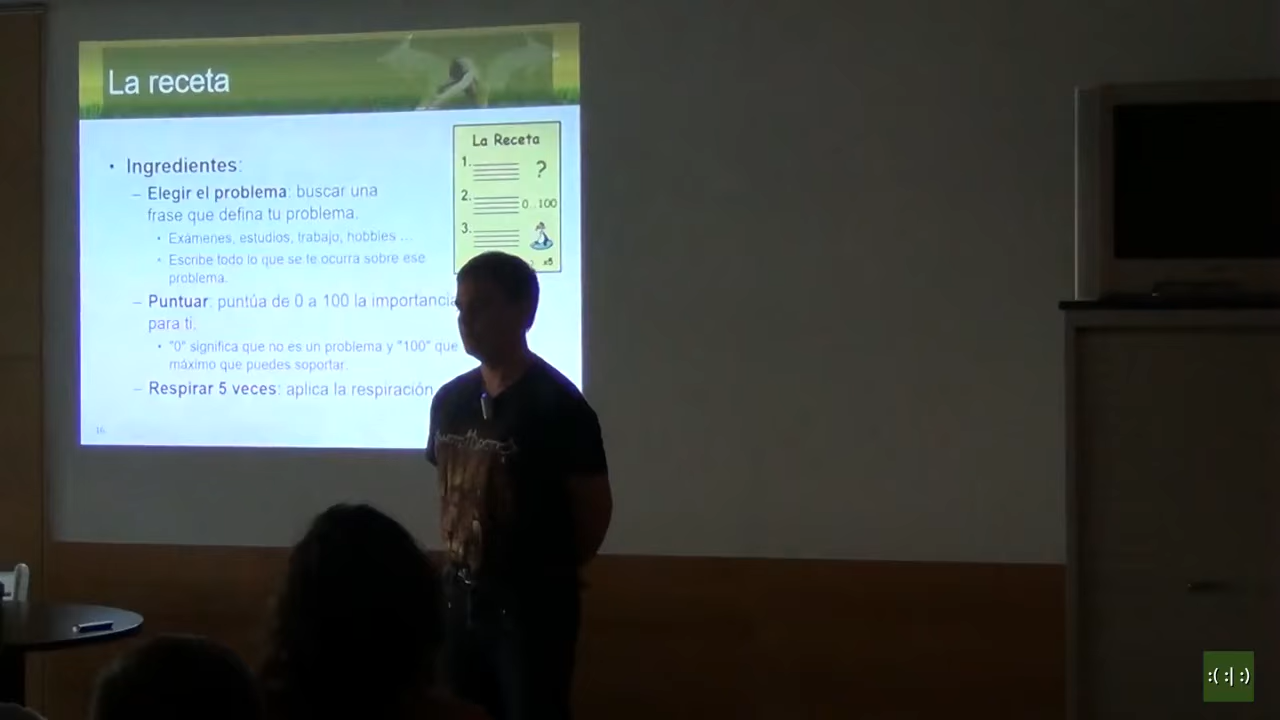 La receta
• Ingredientes:
– Elegir el problema: buscar una
frase que defina tu problema.
• Exámenes, estudios, trabajo, hobbies ...
• Escribe todo lo que se te ocurra sobre ese
problema.
– Puntuar: puntúa de 0 a 100 la importancia
para ti.
• "0" significa que no es un problema y "100" que
máximo que puedes soportar.
– Respirar 5 veces: aplica la respiración
16
La Receta
1. ?
2. 0..100
3.
x5
:( :| :)